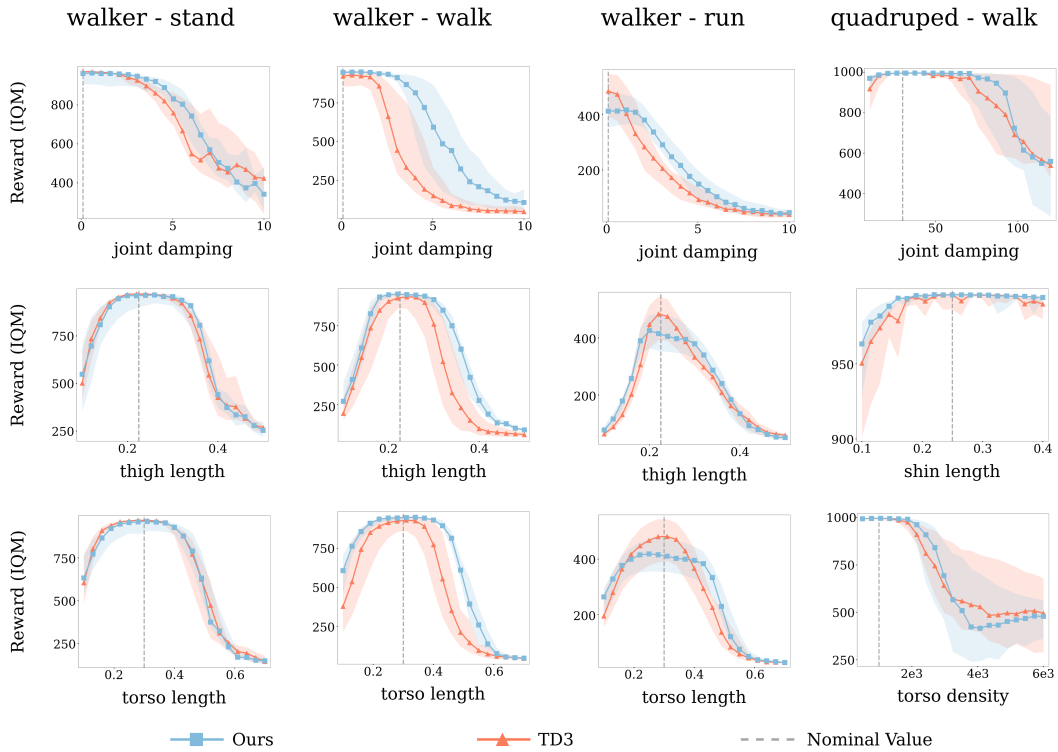 walker - stand
walker - walk
walker - run
quadruped - walk
Reward (IQM)
800
600
400
0
5
10
joint damping
750
500
250
0
5
10
joint damping
400
200
0
5
10
joint damping
1000
800
600
400
50
100
joint damping
Reward (IQM)
750
500
250
0.2
0.4
thigh length
750
500
250
0.2
0.4
thigh length
400
200
0.2
0.4
thigh length
950
900
0.1
0.2
0.3
0.4
shin length
Reward (IQM)
750
500
250
0.2
0.4
0.6
torso length
750
500
250
0.2
0.4
0.6
torso length
400
200
0.2
0.4
0.6
torso length
1000
750
500
250
2e3
4e3
6e3
torso density
Ours
TD3
Nominal Value